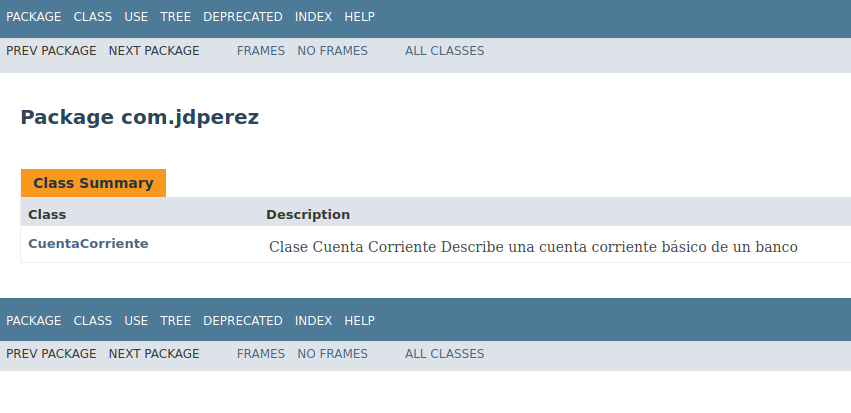 PACKAGE CLASS USE TREE DEPRECATED INDEX HELP
PREV PACKAGE NEXT PACKAGE FRAMES NO FRAMES ALL CLASSES
Package com.jdperez
Class Summary
Class Description
CuentaCorriente Clase Cuenta Corriente Describe una cuenta corriente básico de un banco
PACKAGE CLASS USE TREE DEPRECATED INDEX HELP
PREV PACKAGE NEXT PACKAGE FRAMES NO FRAMES ALL CLASSES